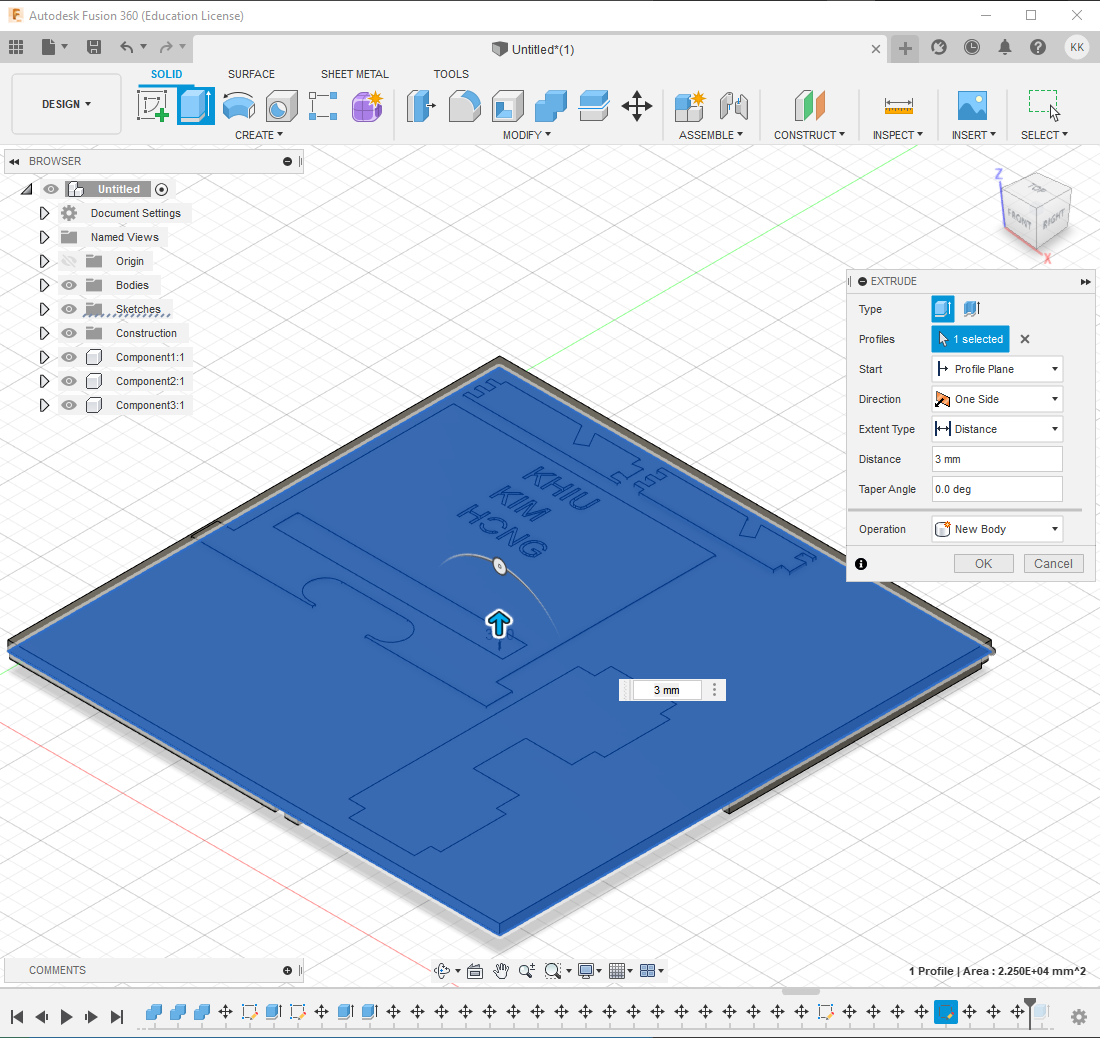 Autodesk Fusion 360 (Education License)
Untitled*(1)
KK
SOLID SURFACE SHEET METAL TOOLS
DESIGN
CREATE MODIFY ASSEMBLE CONSTRUCT INSPECT INSERT SELECT
BROWSER
Untitled
Document Settings
Named Views
Origin
Bodies
Sketches
Construction
Component1:1
Component2:1
Component3:1
Z
TOP
FRONT
RIGHT
X
EXTRUDE
Type
Profiles 1 selected
Start Profile Plane
Direction One Side
Extent Type Distance
Distance 3 mm
Taper Angle 0.0 deg
Operation New Body
OK Cancel
KHIU
KIM
HONG
3 mm
COMMENTS
1 Profile | Area : 2.250E+04 mm^2